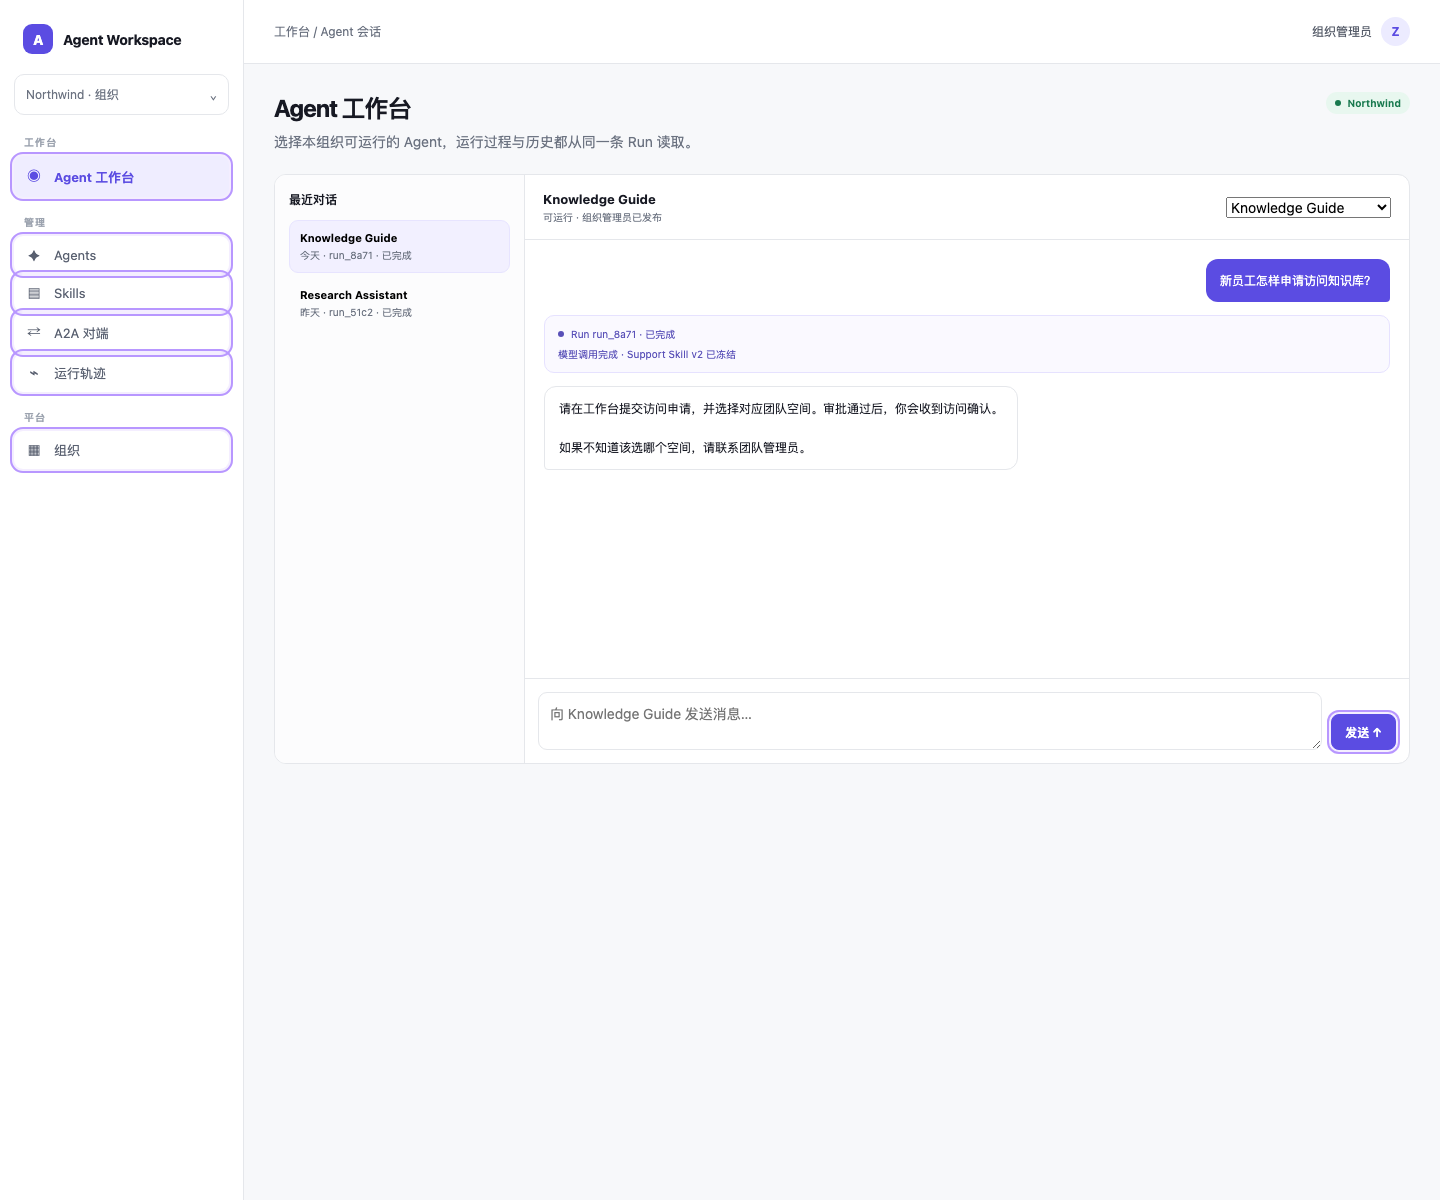 A Agent Workspace
Northwind · 组织
工作台
Agent 工作台
管理
Agents
Skills
A2A 对端
运行轨迹
平台
组织
工作台 / Agent 会话
组织管理员 Z
Agent 工作台
Northwind
选择本组织可运行的 Agent，运行过程与历史都从同一条 Run 读取。
最近对话
Knowledge Guide
今天 · run_8a71 · 已完成
Research Assistant
昨天 · run_51c2 · 已完成
Knowledge Guide
可运行 · 组织管理员已发布
Knowledge Guide
新员工怎样申请访问知识库？
Run run_8a71 · 已完成
模型调用完成 · Support Skill v2 已冻结
请在工作台提交访问申请，并选择对应团队空间。审批通过后，你会收到访问确认。
如果不知道该选哪个空间，请联系团队管理员。
向 Knowledge Guide 发送消息...
发送 ↑